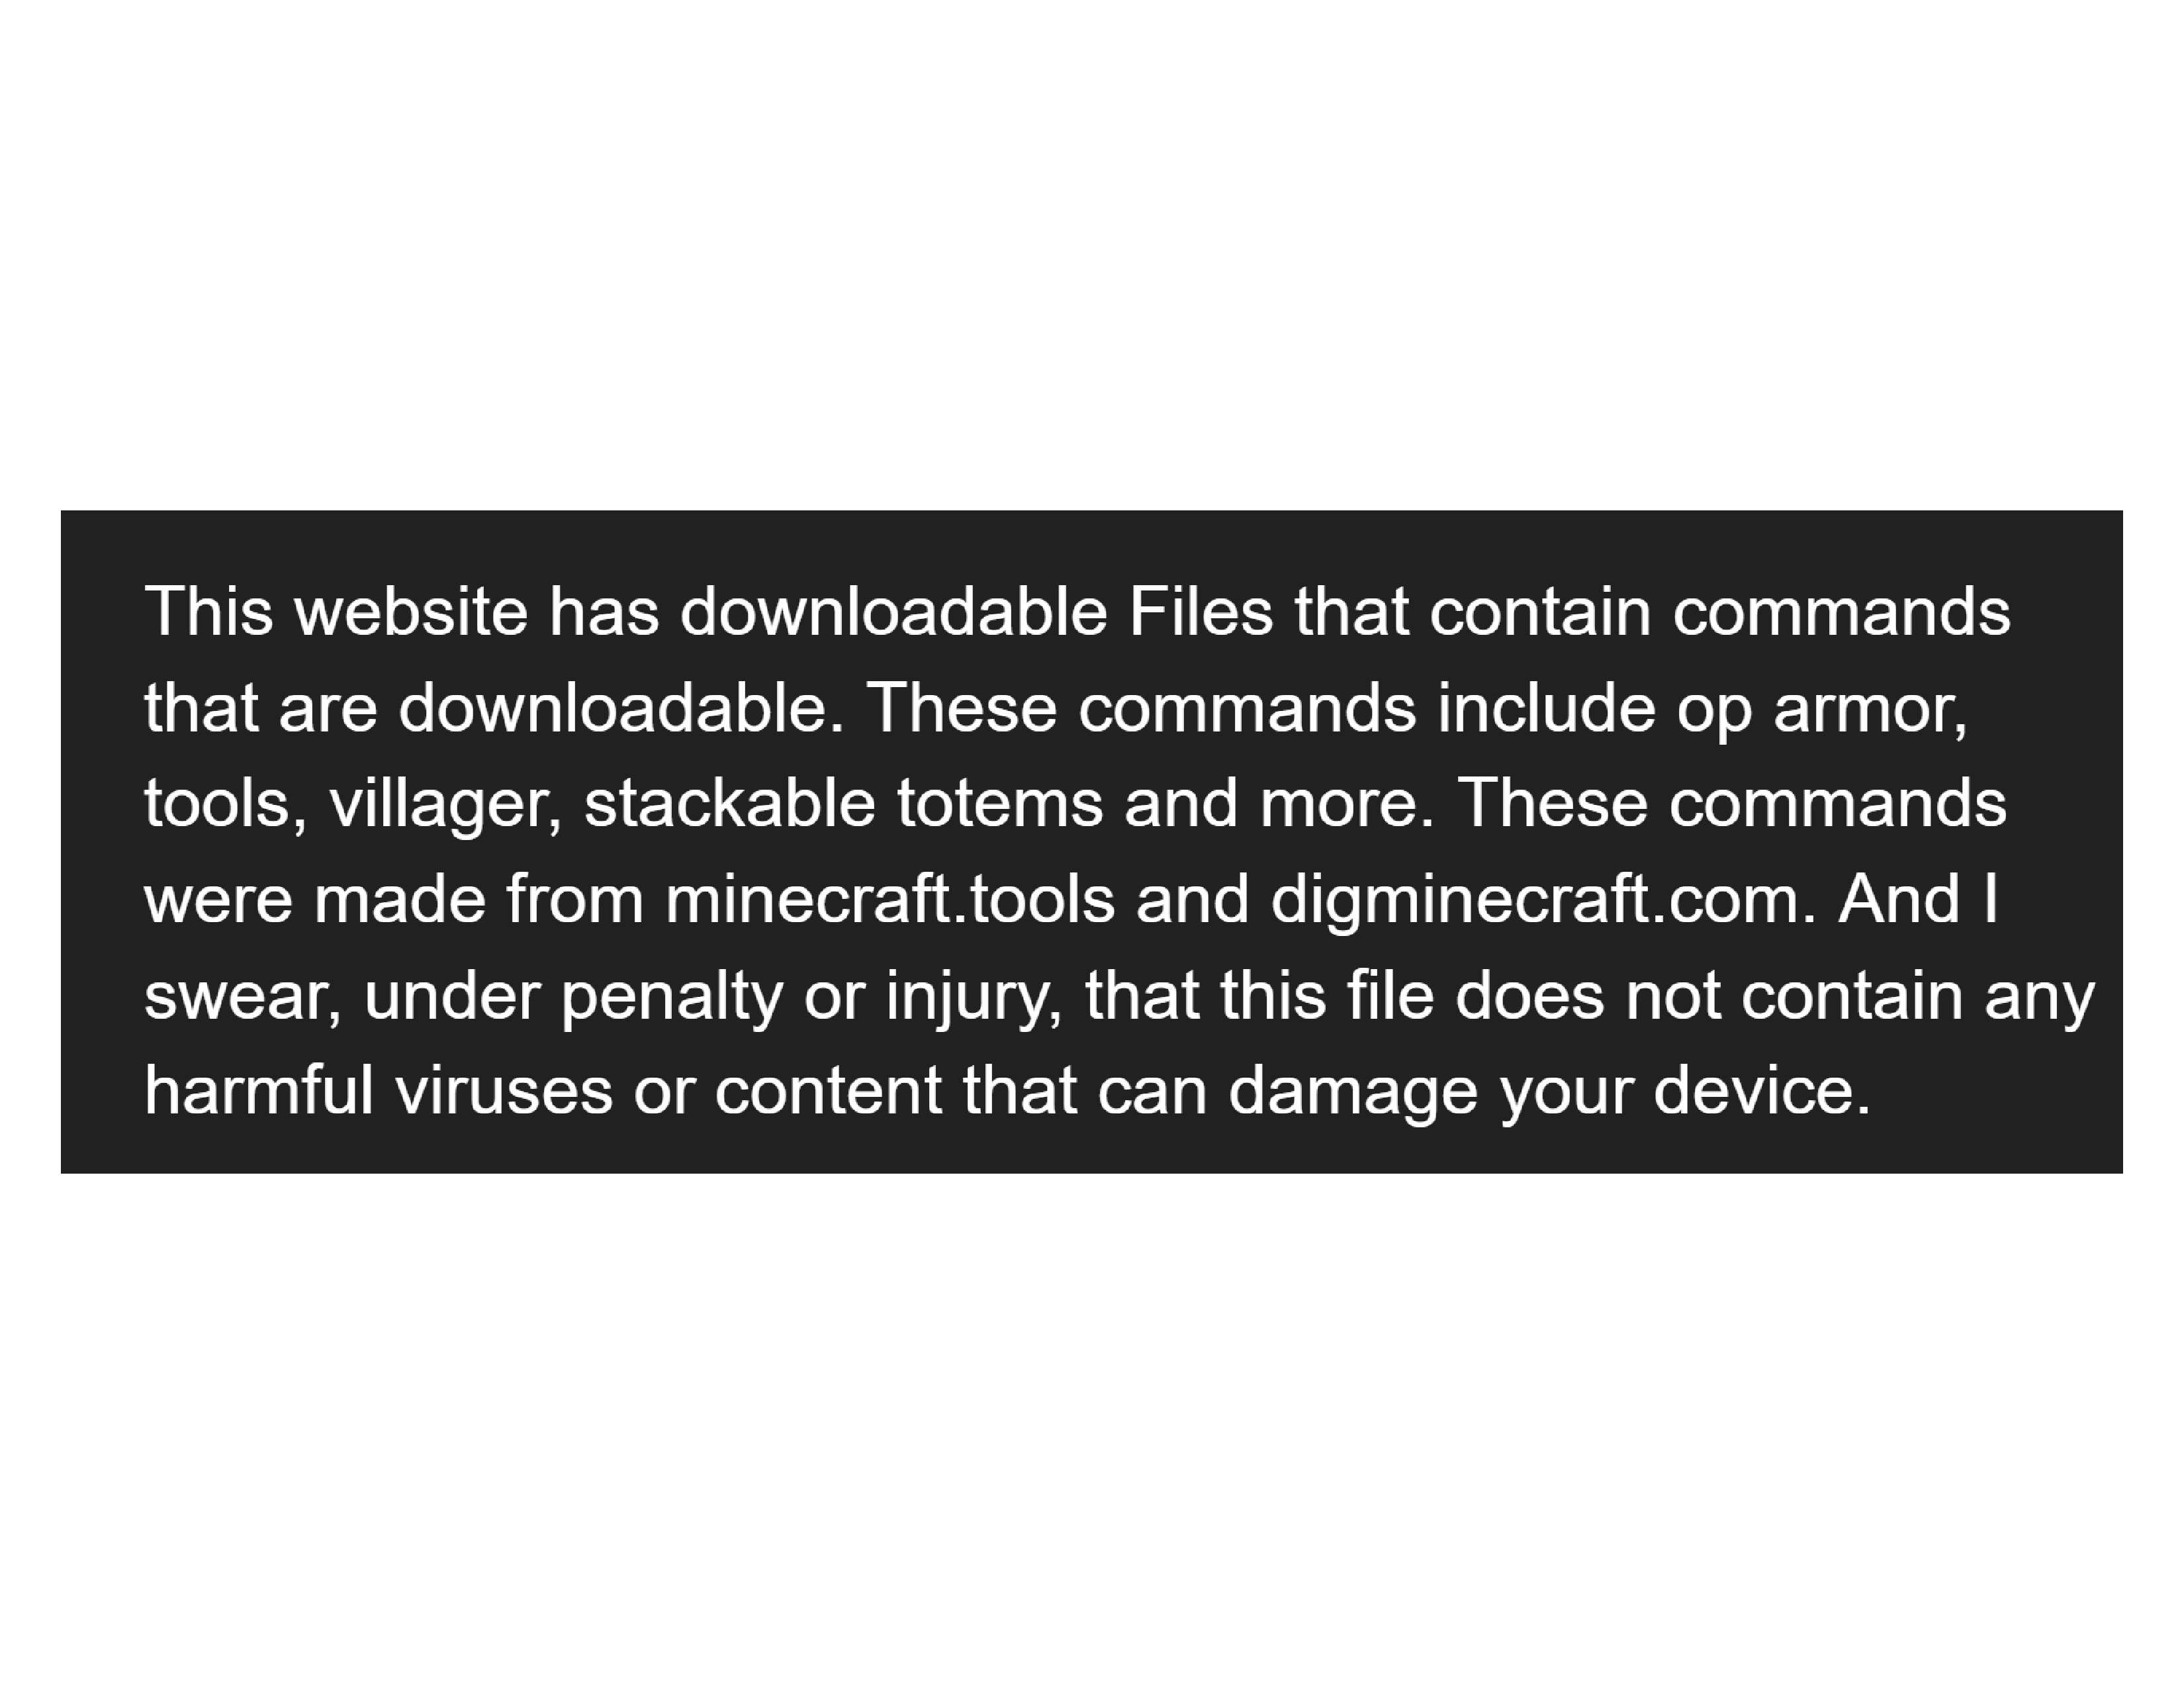 This website has downloadable Files that contain commands
that are downloadable. These commands include op armor,
tools, villager, stackable totems and more. These commands
were made from minecraft.tools and digminecraft.com. And I
swear, under penalty or injury, that this file does not contain any
harmful viruses or content that can damage your device.